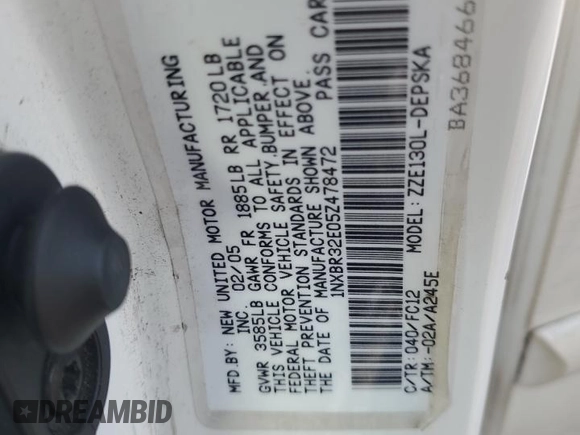 MFD.BY: NEW UNITED MOTOR MANUFACTURING
INC. 02/05
GVWR 3585LB GAWR FR 1885LB RR 1720LB
THIS VEHICLE CONFORMS TO ALL APPLICABLE
FEDERAL MOTOR VEHICLE SAFETY,BUMPER,AND
THEFT PREVENTION STANDARDS IN EFFECT ON
THE DATE OF MANUFACTURE SHOWN ABOVE.
1NXBR32E05Z478472 PASS CAR
C/TR: 040/FC12 MODEL: ZZE130L-DEPSKA
A/TM: -02A/A245E
BA368466
DREAMBID